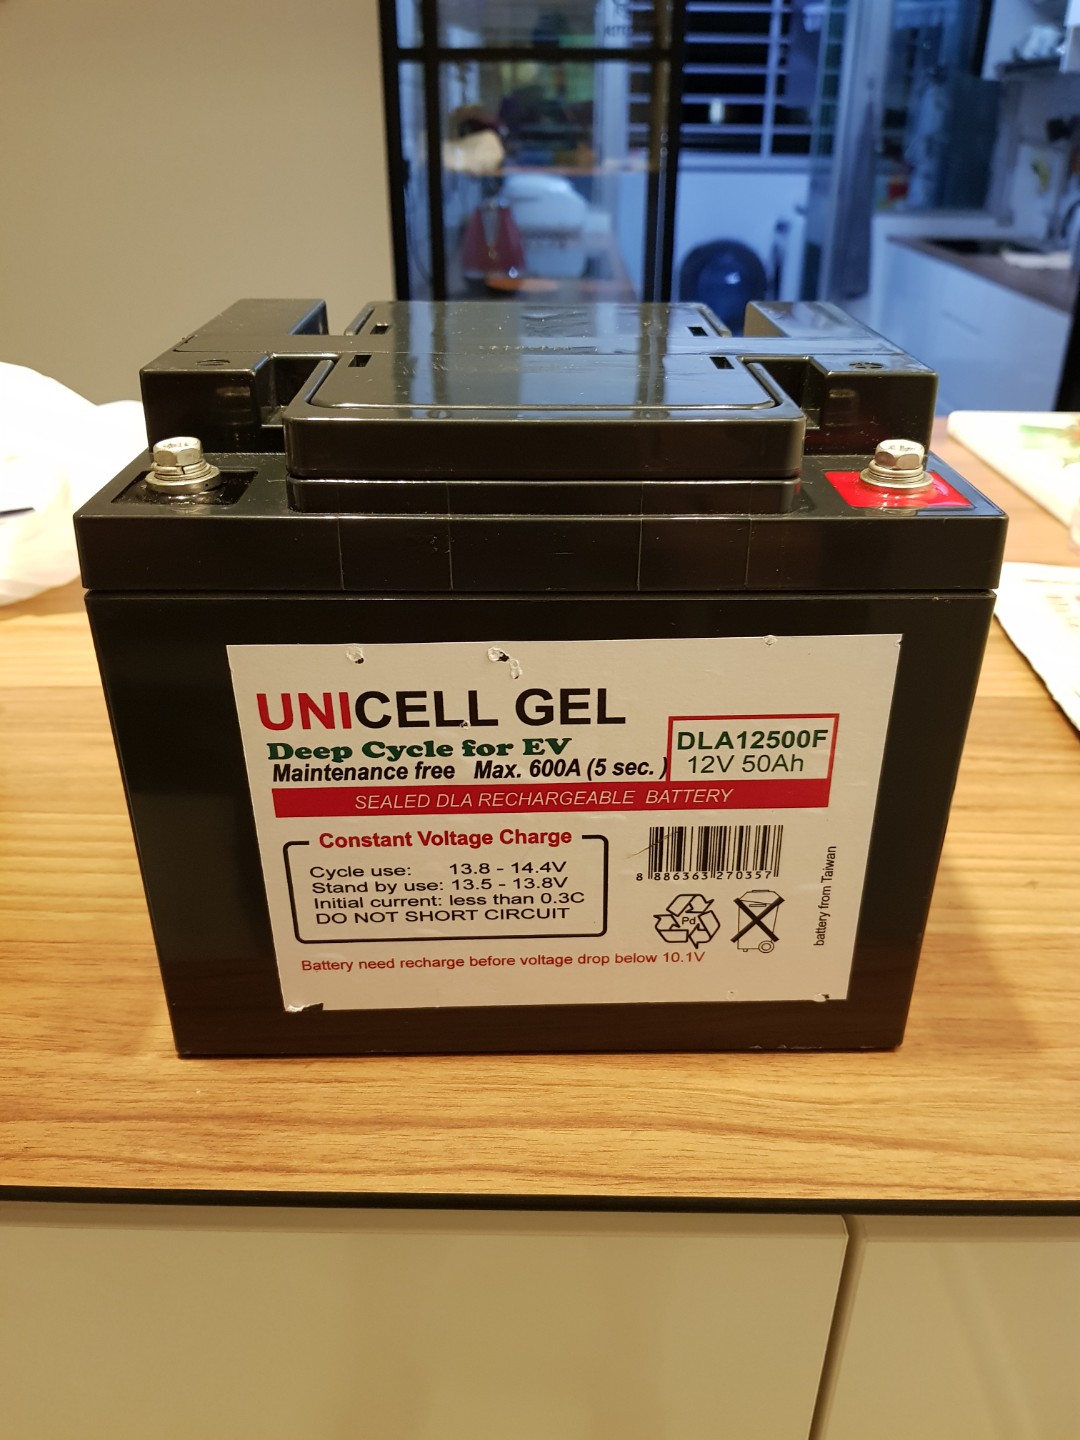 UNICELL GEL
Deep Cycle for EV
Maintenance free Max. 600A (5 sec.)
DLA12500F
12V 50Ah
SEALED DLA RECHARGEABLE BATTERY
Constant Voltage Charge
Cycle use: 13.8 - 14.4V
Stand by use: 13.5 - 13.8V
Initial current: less than 0.3C
DO NOT SHORT CIRCUIT
8 886363 270357
Pd
battery from Taiwan
Battery need recharge before voltage drop below 10.1V